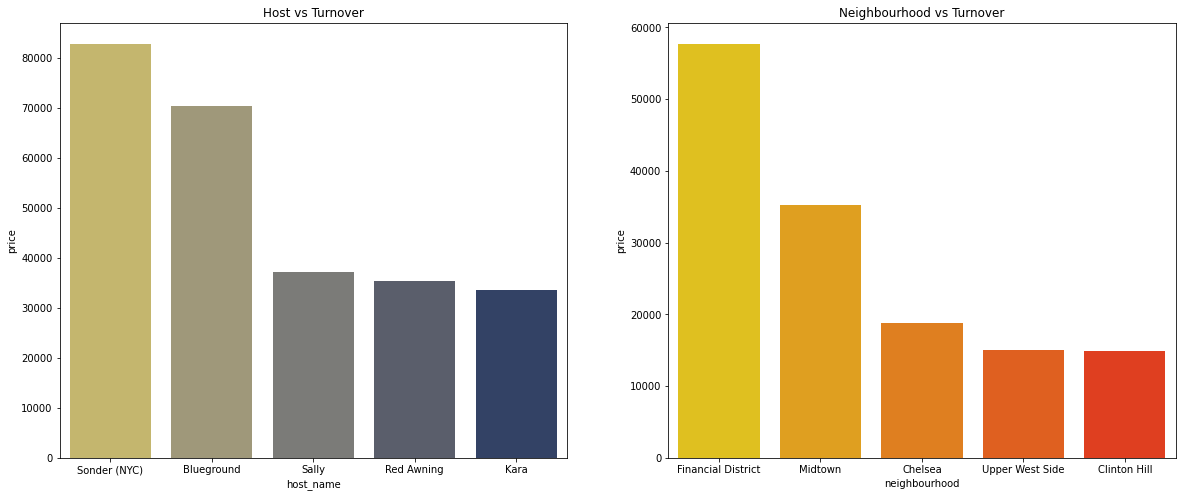 Host vs Turnover
80000
70000
60000
50000
40000
30000
20000
10000
0
price
Sonder (NYC) Blueground Sally Red Awning Kara
host_name
Neighbourhood vs Turnover
60000
50000
40000
30000
20000
10000
0
price
Financial District Midtown Chelsea Upper West Side Clinton Hill
neighbourhood